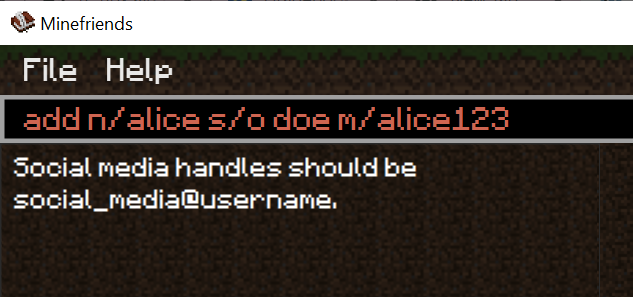 Minefriends
File Help
add n/alice s/o doe m/alice123
Social media handles should be
social_media@username.